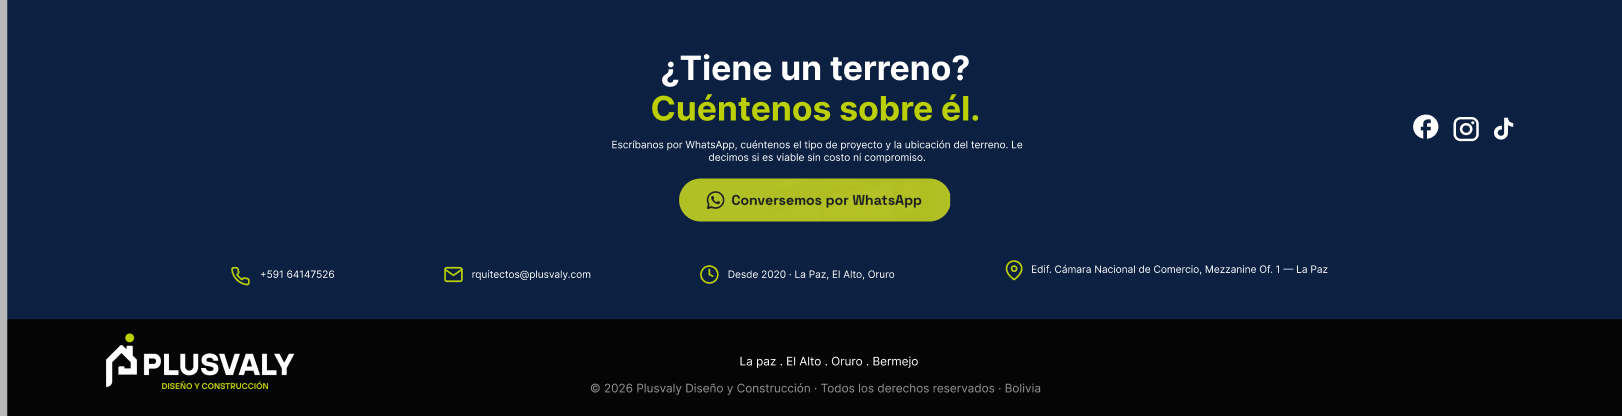 ¿Tiene un terreno?
Cuéntenos sobre él.
Escríbanos por WhatsApp, cuéntenos el tipo de proyecto y la ubicación del terreno. Le
decimos si es viable sin costo ni compromiso.
Conversemos por WhatsApp
+591 64147526
rquitectos@plusvaly.com
Desde 2020 · La Paz, El Alto, Oruro
Edif. Cámara Nacional de Comercio, Mezzanine Of. 1 — La Paz
PLUSVALY
DISEÑO Y CONSTRUCCIÓN
La paz . El Alto . Oruro . Bermejo
© 2026 Plusvaly Diseño y Construcción · Todos los derechos reservados · Bolivia